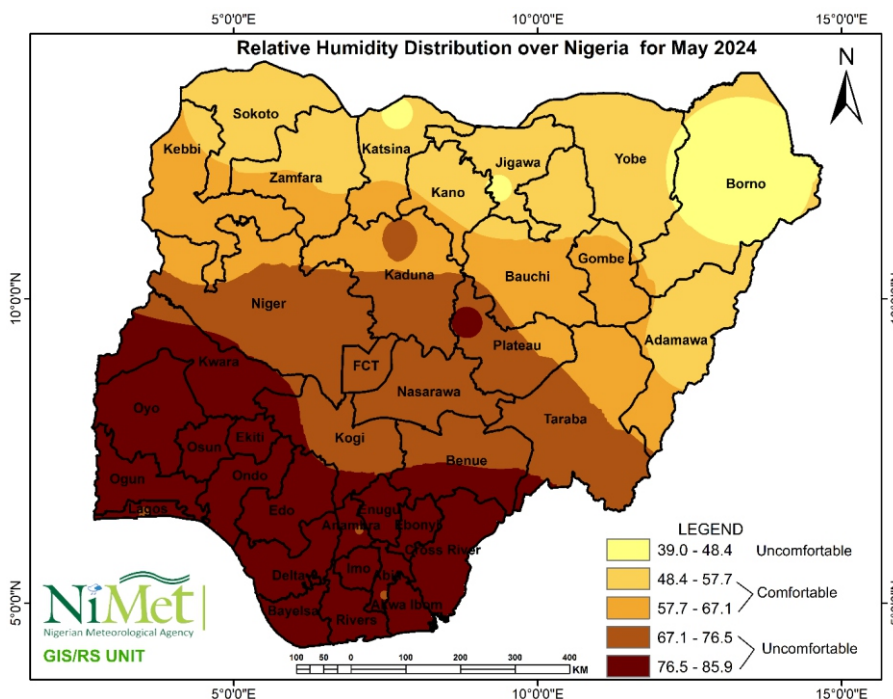 5°0'0"E 10°0'0"E 15°0'0"E
Relative Humidity Distribution over Nigeria for May 2024
N
Sokoto
Kebbi
Katsina
Zamfara
Jigawa
Yobe
Kano
Borno
Kaduna
Bauchi
Gombe
10°0'0"N
Niger
Adamawa
Plateau
Kwara
FCT
Nasarawa
Oyo
Taraba
Kogi
Osun
Ekiti
Benue
Ogun
Ondo
Lagos
Edo
Enugu
Anambra
Ebonyi
Cross River
Delta
Imo
Abia
Bayelsa
Rivers
Akwa Ibom
5°0'0"N
LEGEND
39.0 - 48.4 Uncomfortable
48.4 - 57.7
Comfortable
57.7 - 67.1
67.1 - 76.5
Uncomfortable
76.5 - 85.9
NiMet
Nigerian Meteorological Agency
GIS/RS UNIT
100 50 0 100 200 300 400
KM
5°0'0"E 10°0'0"E 15°0'0"E